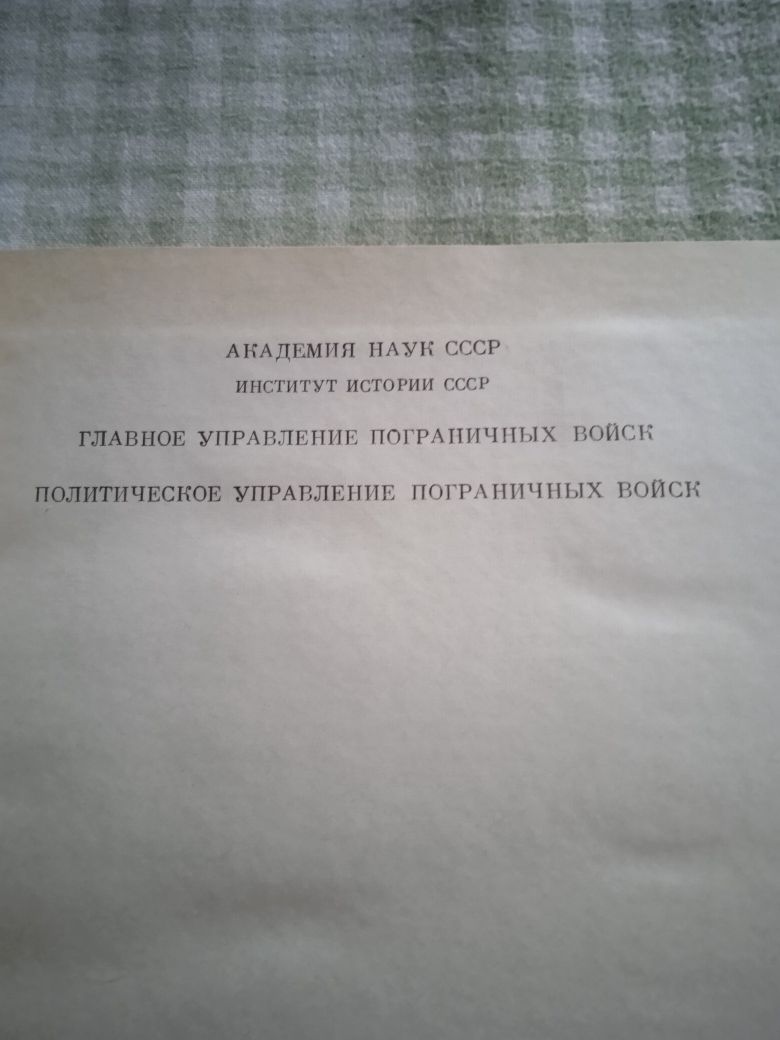 АКАДЕМИЯ НАУК СССР
ИНСТИТУТ ИСТОРИИ СССР
ГЛАВНОЕ УПРАВЛЕНИЕ ПОГРАНИЧНЫХ ВОЙСК
ПОЛИТИЧЕСКОЕ УПРАВЛЕНИЕ ПОГРАНИЧНЫХ ВОЙСК